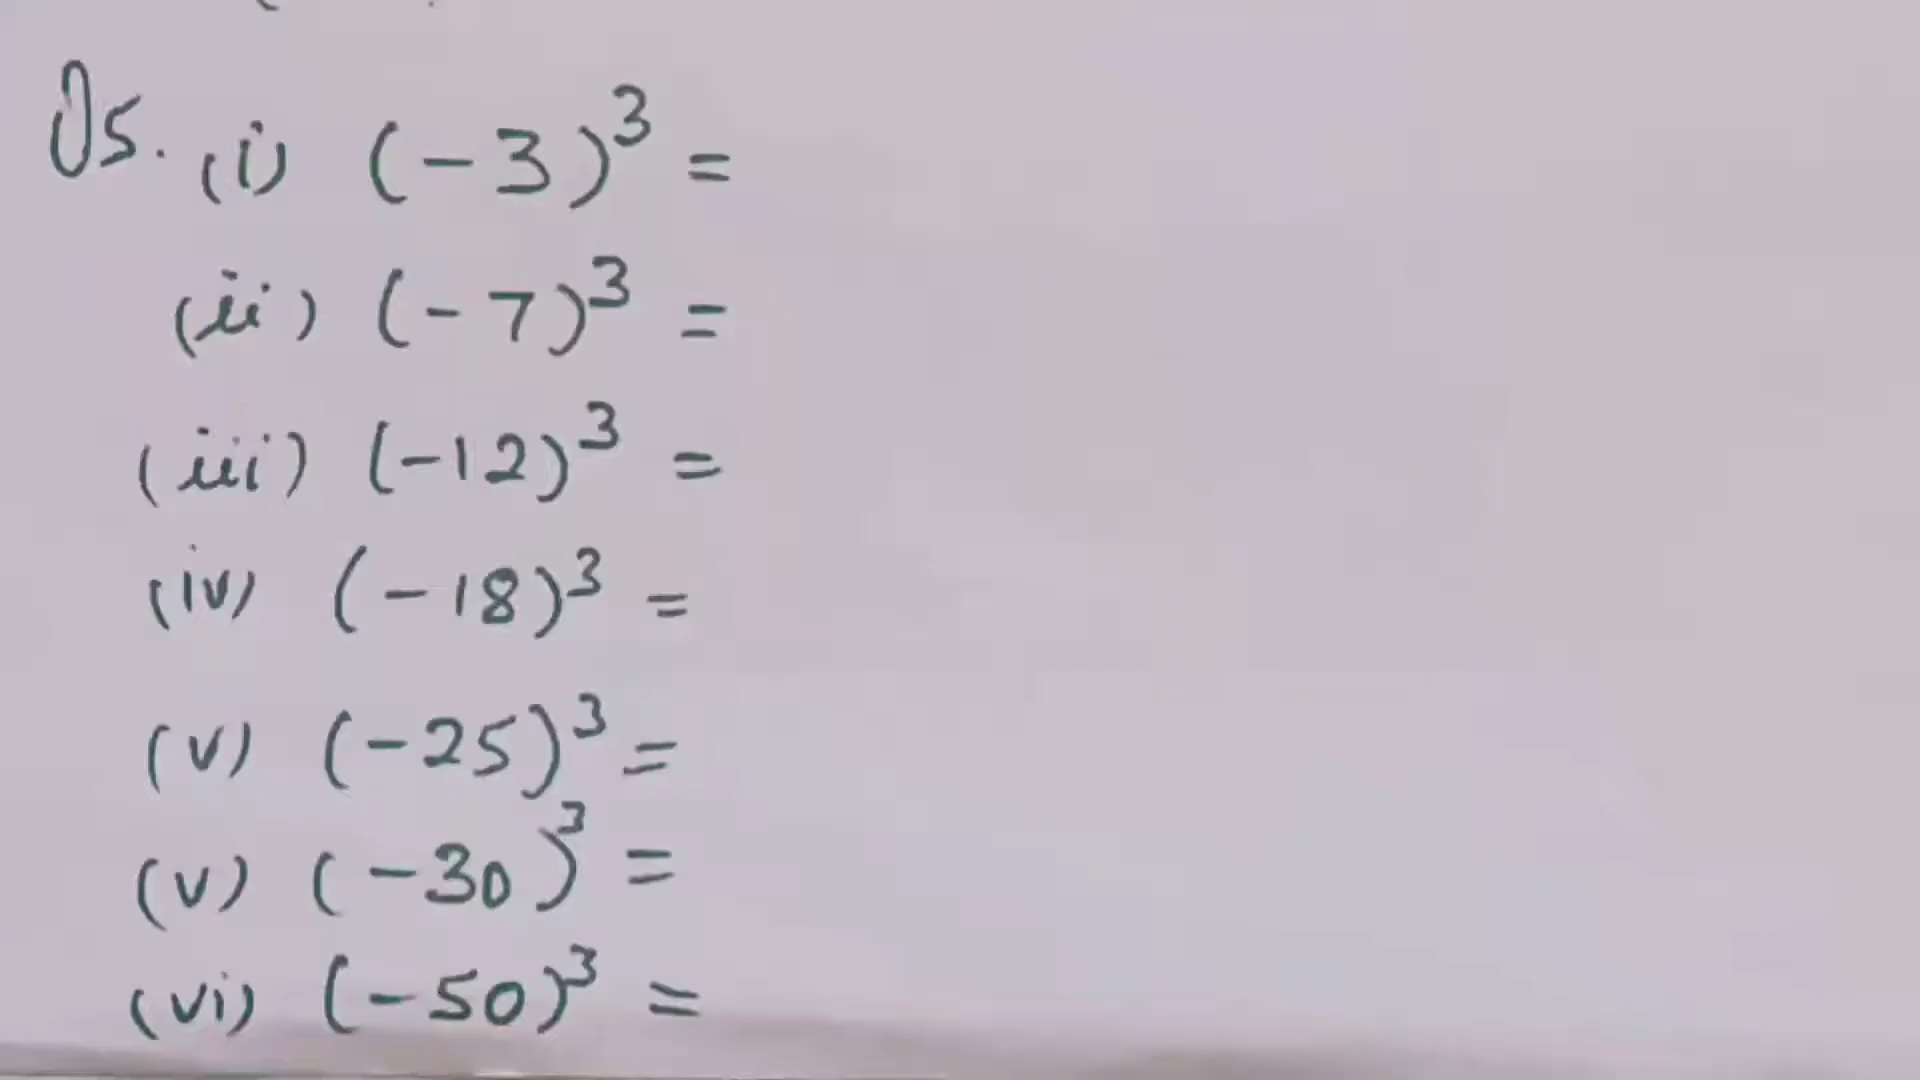 Q5. (i) (-3)³ =
(ii) (-7)³ =
(iii) (-12)³ =
(iv) (-18)³ =
(v) (-25)³ =
(v) (-30)³ =
(vi) (-50)³ =